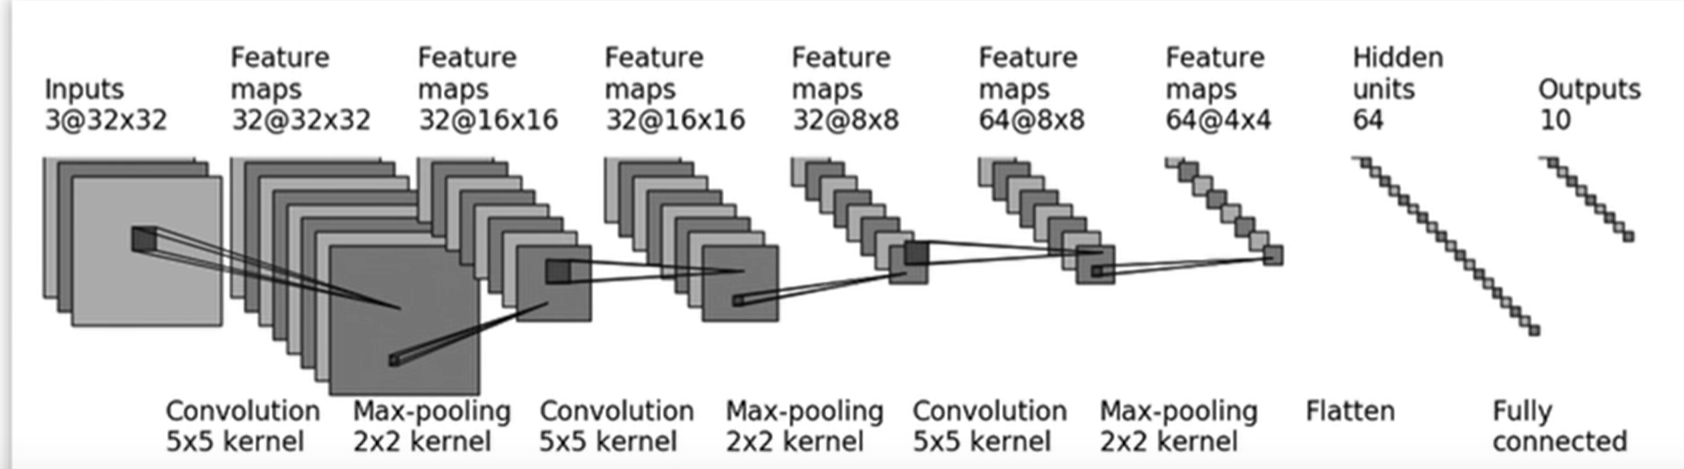 Inputs
3@32x32
Feature
maps
32@32x32
Feature
maps
32@16x16
Feature
maps
32@16x16
Feature
maps
32@8x8
Feature
maps
64@8x8
Feature
maps
64@4x4
Hidden
units
64
Outputs
10
Convolution
5x5 kernel
Max-pooling
2x2 kernel
Convolution
5x5 kernel
Max-pooling
2x2 kernel
Convolution
5x5 kernel
Max-pooling
2x2 kernel
Flatten
Fully
connected